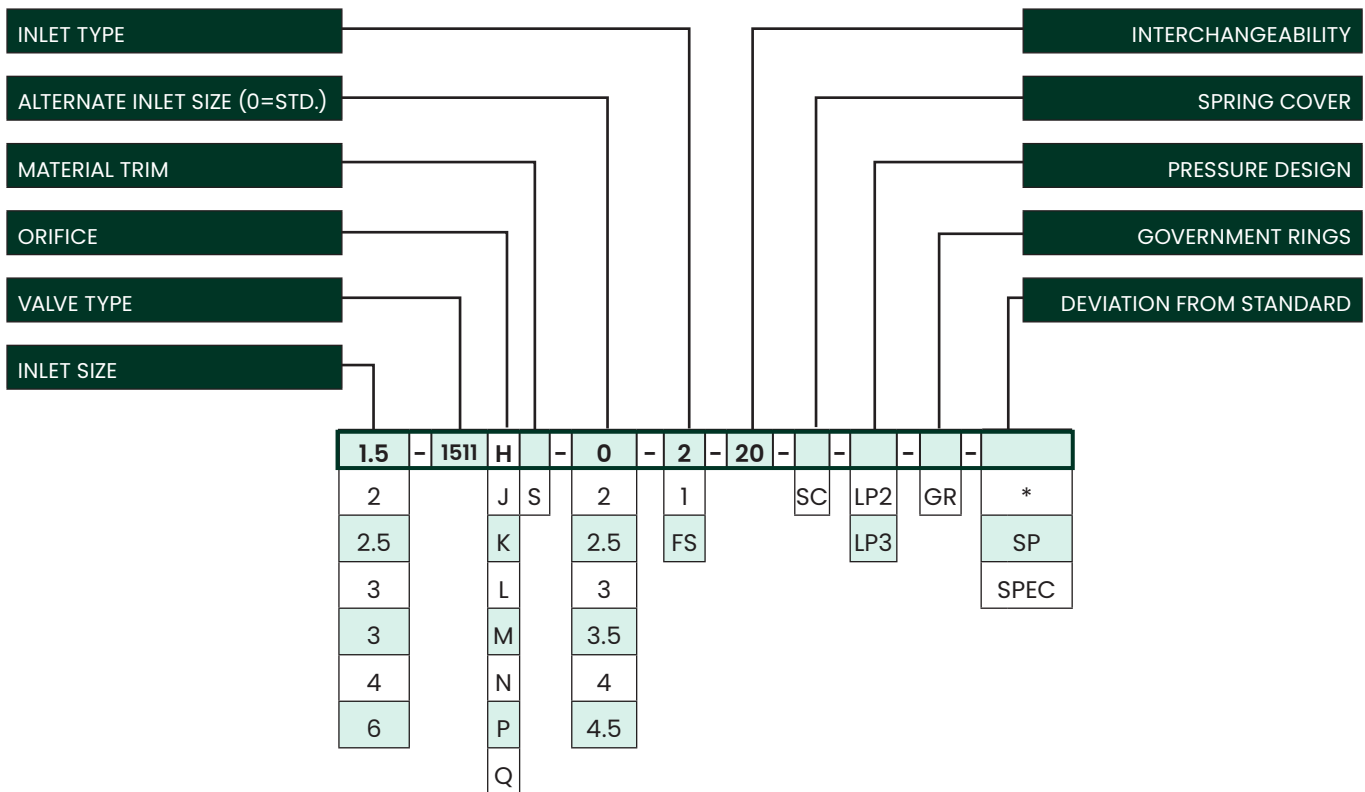 INLET TYPE
INTERCHANGEABILITY
ALTERNATE INLET SIZE (0=STD.)
SPRING COVER
MATERIAL TRIM
PRESSURE DESIGN
ORIFICE
GOVERNMENT RINGS
VALVE TYPE
DEVIATION FROM STANDARD
INLET SIZE
1.5 - 1511 H - 0 - 2 - 20 - - - -
2 J S 2 1 SC LP2 GR *
2.5 K 2.5 FS LP3 SP
3 L 3 SPEC
3 M 3.5
4 N 4
6 P 4.5
Q